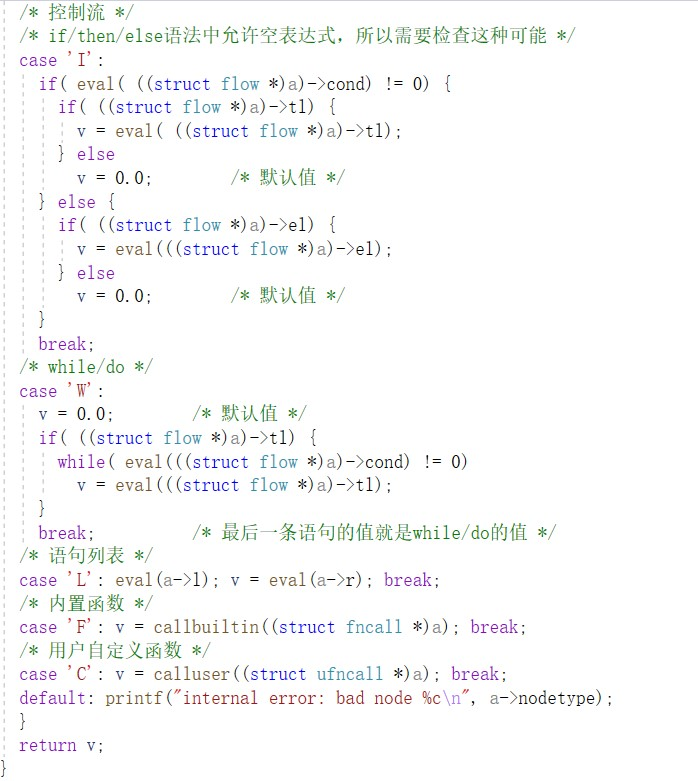 /* 控制流 */
/* if/then/else语法中允许空表达式，所以需要检查这种可能 */
case 'I':
if( eval( ((struct flow *)a)->cond) != 0) {
if( ((struct flow *)a)->tl) {
v = eval( ((struct flow *)a)->tl);
} else
v = 0.0; /* 默认值 */
} else {
if( ((struct flow *)a)->el) {
v = eval(((struct flow *)a)->el);
} else
v = 0.0; /* 默认值 */
}
break;
/* while/do */
case 'W':
v = 0.0; /* 默认值 */
if( ((struct flow *)a)->tl) {
while( eval(((struct flow *)a)->cond) != 0)
v = eval(((struct flow *)a)->tl);
}
break; /* 最后一条语句的值就是while/do的值 */
/* 语句列表 */
case 'L': eval(a->l); v = eval(a->r); break;
/* 内置函数 */
case 'F': v = callbuiltin((struct fncall *)a); break;
/* 用户自定义函数 */
case 'C': v = calluser((struct ufncall *)a); break;
default: printf("internal error: bad node %c\n", a->nodetype);
}
return v;
}